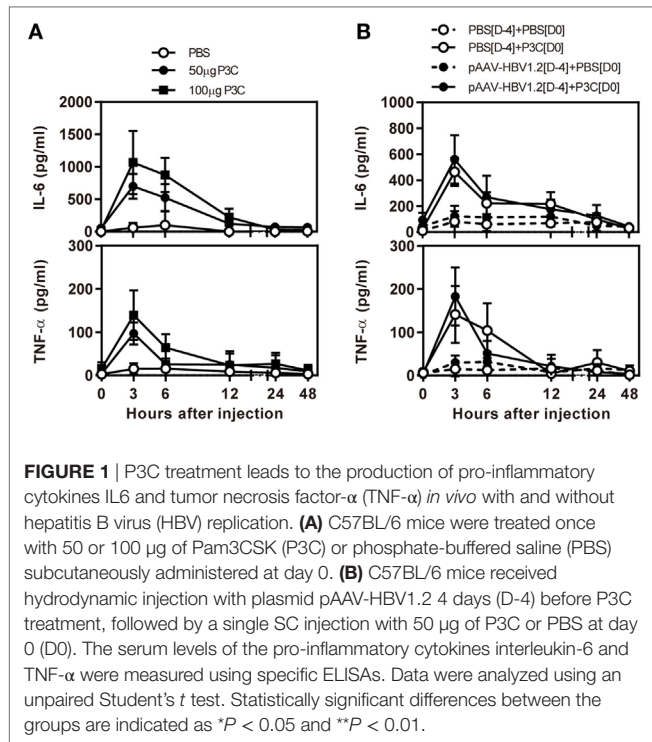 A
PBS
50µg P3C
100µg P3C
2000
1500
1000
500
0
IL-6 (pg/ml)
300
200
100
0
TNF-α (pg/ml)
0 3 6 12 24 48
Hours after injection
B
PBS[D-4]+PBS[D0]
PBS[D-4]+P3C[D0]
pAAV-HBV1.2[D-4]+PBS[D0]
pAAV-HBV1.2[D-4]+P3C[D0]
1000
800
600
400
200
0
IL-6 (pg/ml)
300
200
100
0
TNF-α (pg/ml)
0 3 6 12 24 48
Hours after injection
FIGURE 1 | P3C treatment leads to the production of pro-inflammatory
cytokines IL6 and tumor necrosis factor-α (TNF-α) in vivo with and without
hepatitis B virus (HBV) replication. (A) C57BL/6 mice were treated once
with 50 or 100 µg of Pam3CSK (P3C) or phosphate-buffered saline (PBS)
subcutaneously administered at day 0. (B) C57BL/6 mice received
hydrodynamic injection with plasmid pAAV-HBV1.2 4 days (D-4) before P3C
treatment, followed by a single SC injection with 50 µg of P3C or PBS at day
0 (D0). The serum levels of the pro-inflammatory cytokines interleukin-6 and
TNF-α were measured using specific ELISAs. Data were analyzed using an
unpaired Student's t test. Statistically significant differences between the
groups are indicated as *P < 0.05 and **P < 0.01.